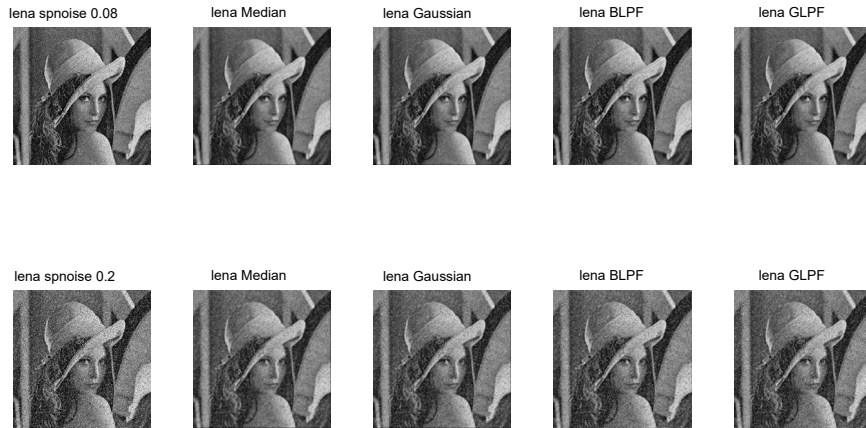 lena spnoise 0.08
lena Median
lena Gaussian
lena BLPF
lena GLPF
lena spnoise 0.2
lena Median
lena Gaussian
lena BLPF
lena GLPF